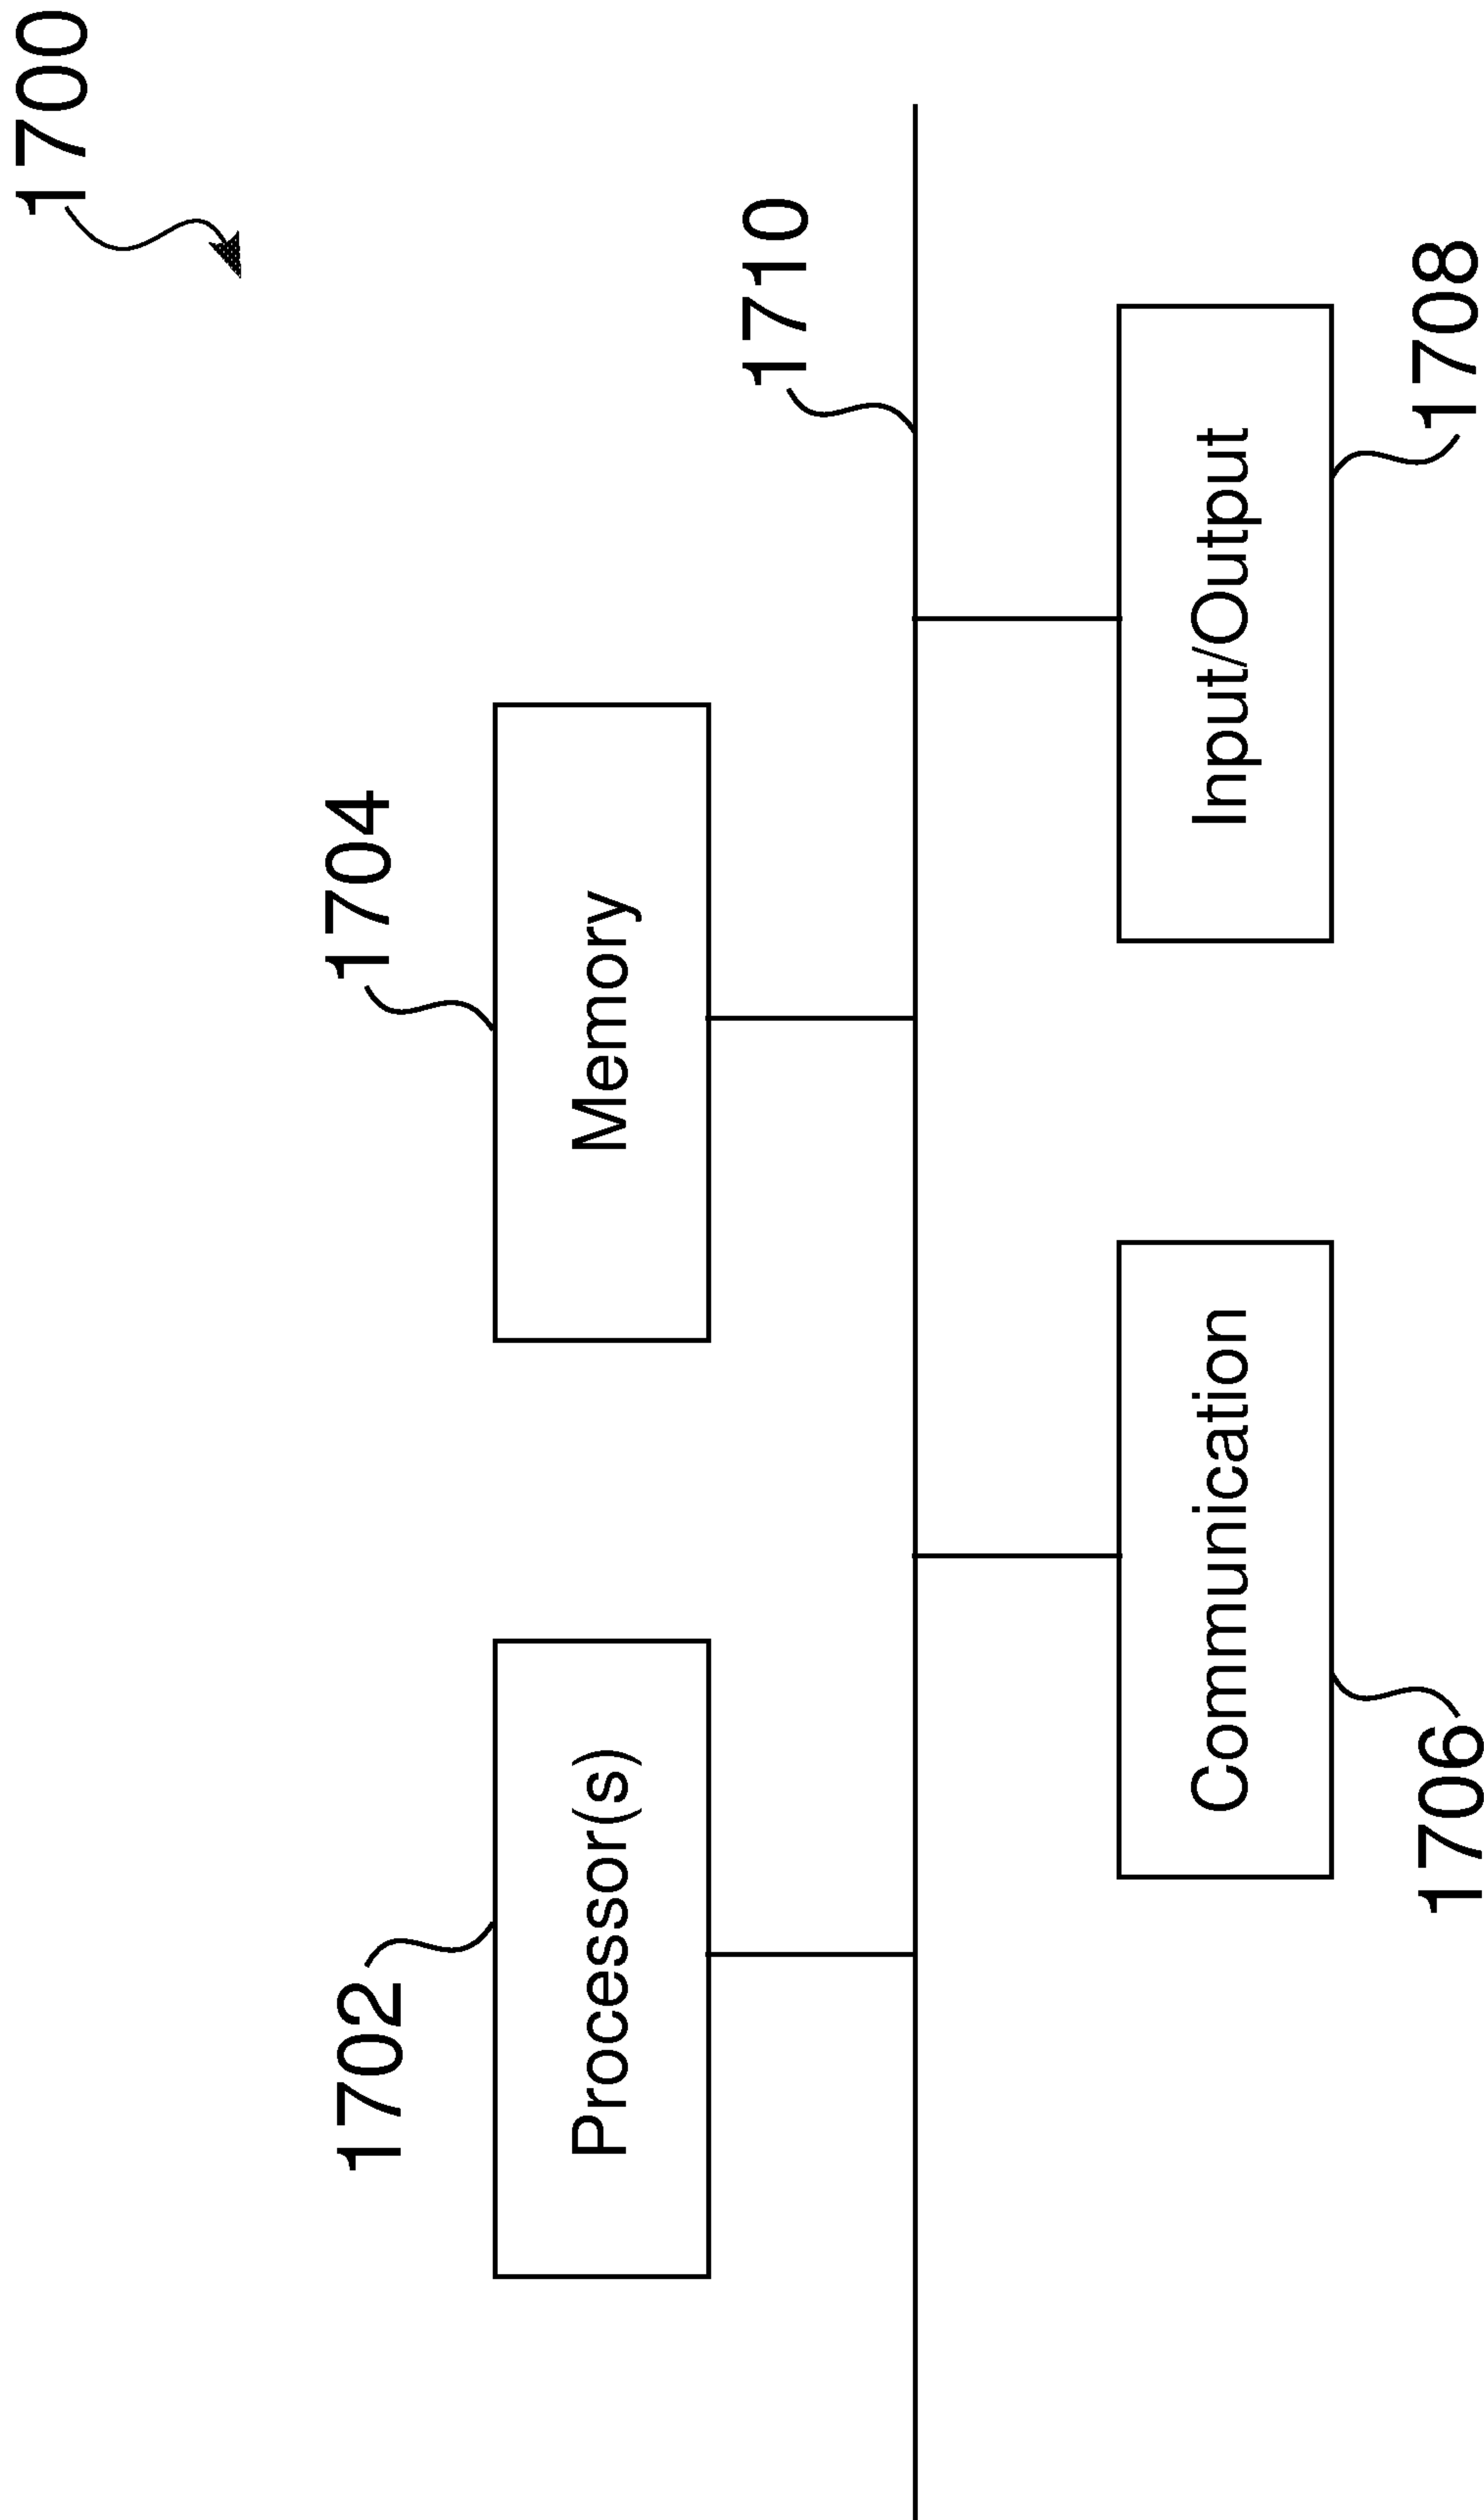 1700
1702
1704
Processor(s)
Memory
1710
Communication
Input/Output
1706
1708